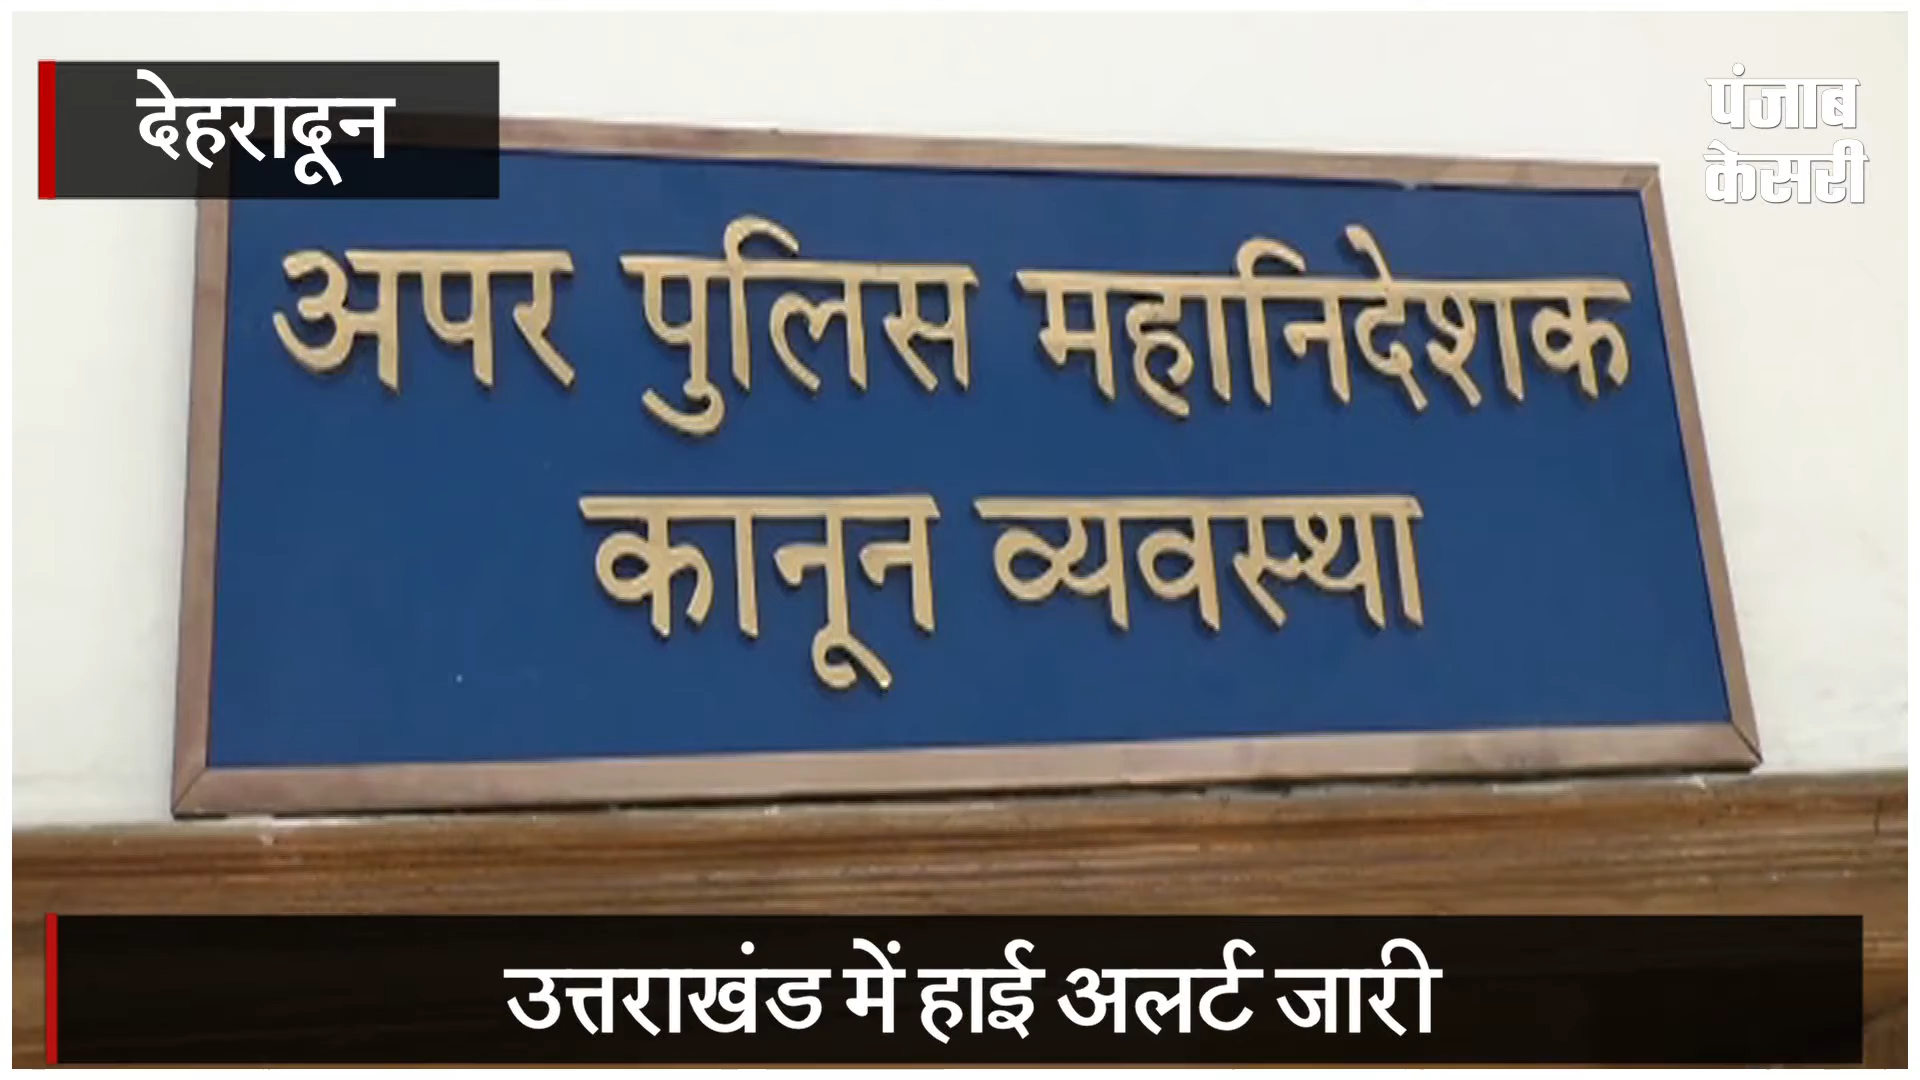 देहरादून
पंजाब
केसरी
अपर पुलिस महानिदेशक
कानून व्यवस्था
उत्तराखंड में हाई अलर्ट जारी